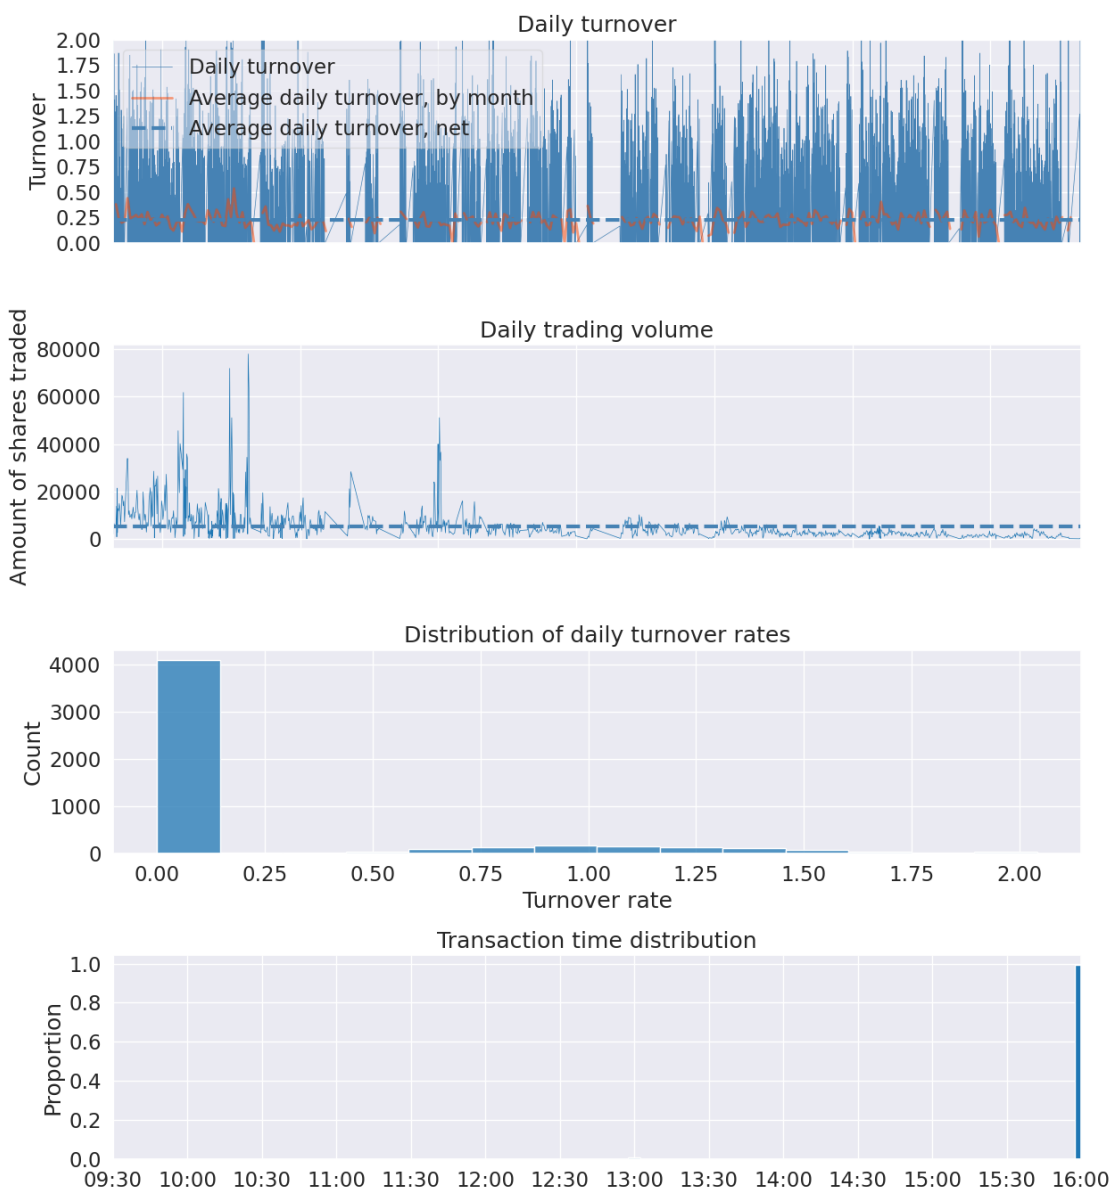 Daily turnover
2.00
1.75
1.50
1.25
1.00
0.75
0.50
0.25
0.00
Turnover
Daily turnover
Average daily turnover, by month
Average daily turnover, net
Daily trading volume
80000
60000
40000
20000
0
Amount of shares traded
Distribution of daily turnover rates
4000
3000
2000
1000
0
Count
0.00 0.25 0.50 0.75 1.00 1.25 1.50 1.75 2.00
Turnover rate
Transaction time distribution
1.0
0.8
0.6
0.4
0.2
0.0
Proportion
09:30 10:00 10:30 11:00 11:30 12:00 12:30 13:00 13:30 14:00 14:30 15:00 15:30 16:00